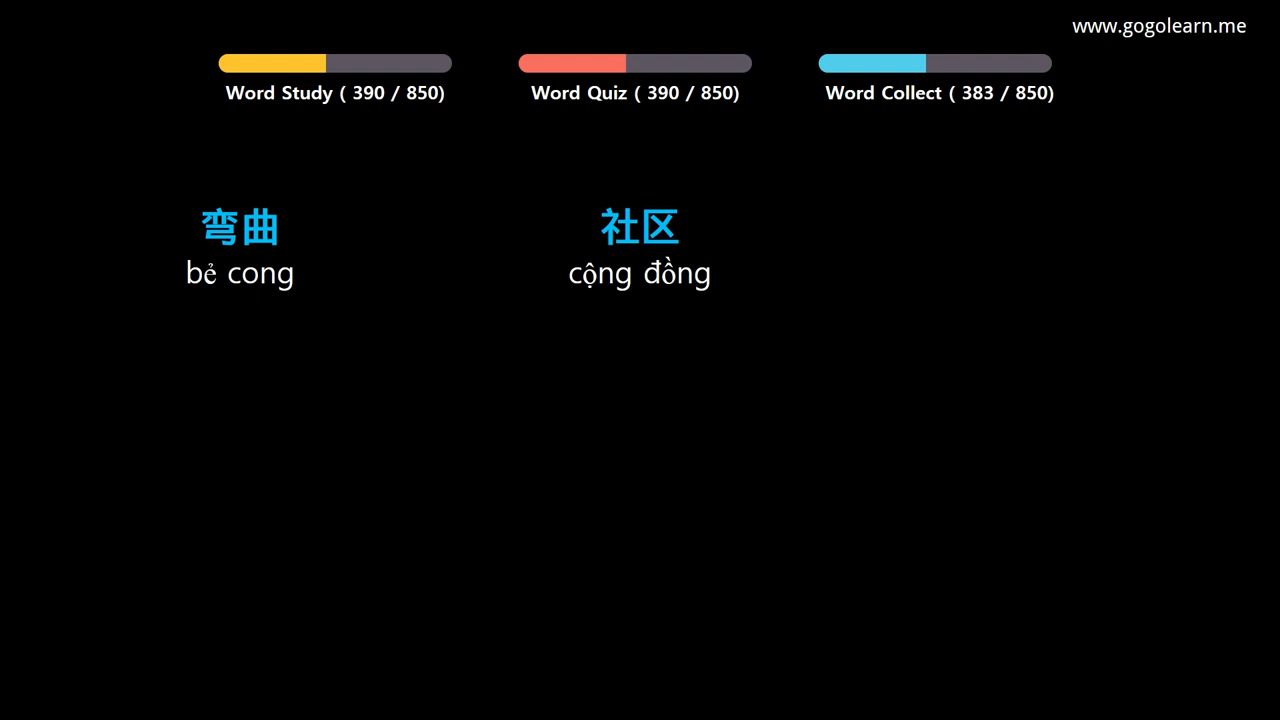 www.gogolearn.me
Word Study ( 390 / 850)
Word Quiz ( 390 / 850)
Word Collect ( 383 / 850)
弯曲
bẻ cong
社区
cộng đồng